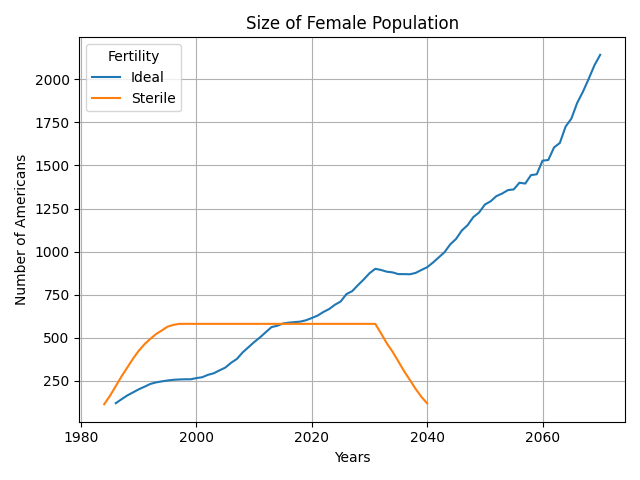 Size of Female Population
Fertility
Ideal
Sterile
2000
1750
1500
1250
1000
750
500
250
Number of Americans
1980
2000
2020
2040
2060
Years